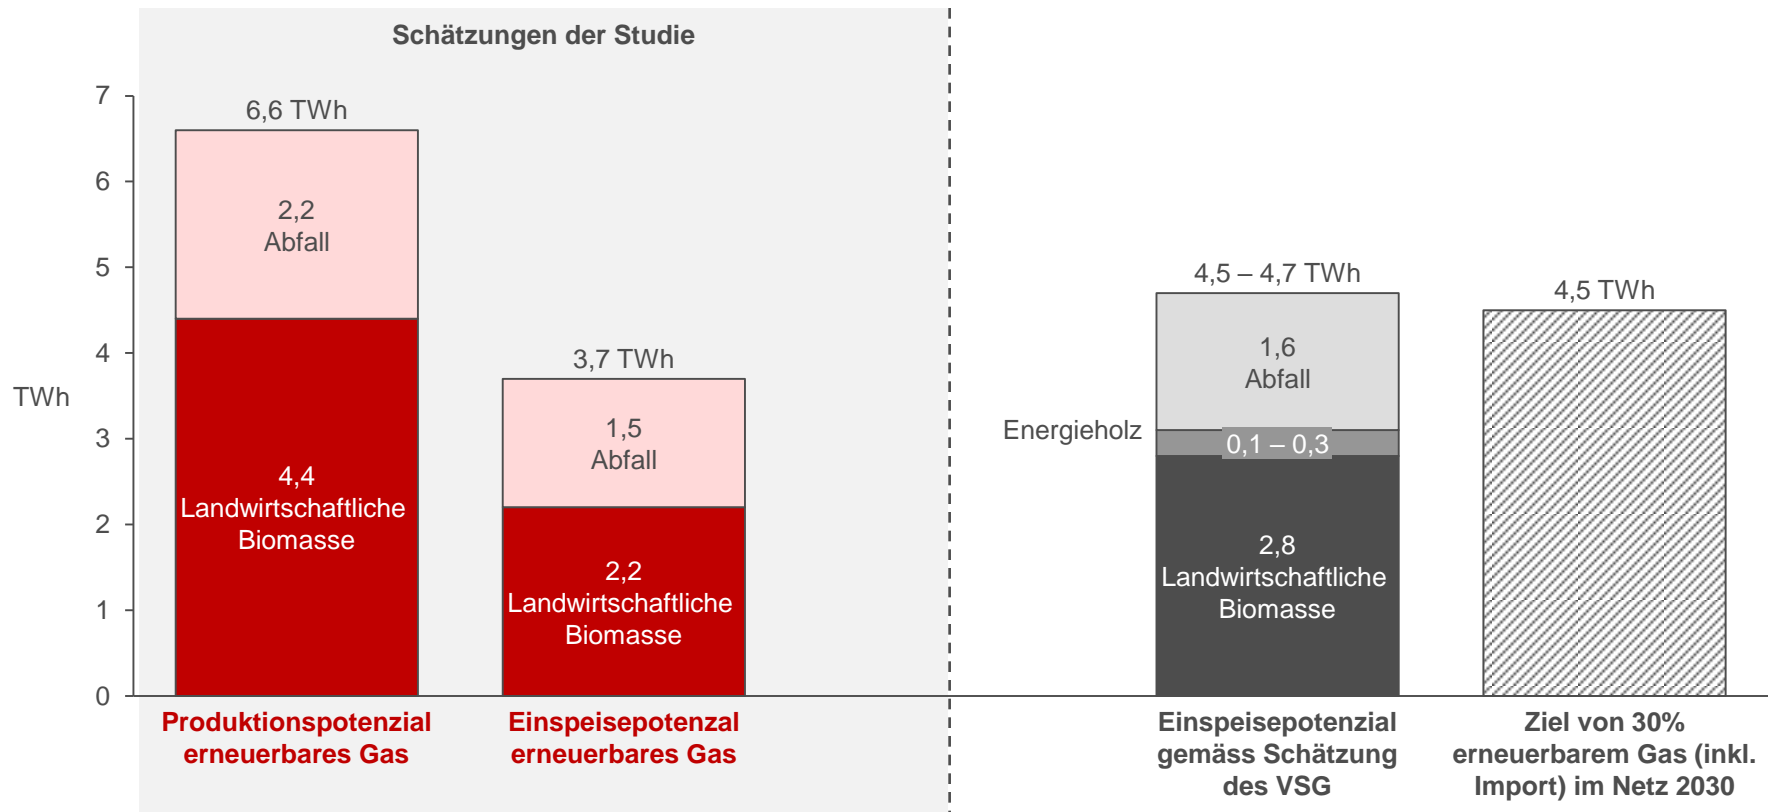 Schätzungen der Studie
7
6
5
4
3
2
1
0
TWh
6,6 TWh
2,2
Abfall
4,4
Landwirtschaftliche
Biomasse
Produktionspotenzial
erneuerbares Gas
3,7 TWh
1,5
Abfall
2,2
Landwirtschaftliche
Biomasse
Einspeisepotenzal
erneuerbares Gas
4,5 – 4,7 TWh
1,6
Abfall
Energieholz
0,1 – 0,3
2,8
Landwirtschaftliche
Biomasse
Einspeisepotenzial
gemäss Schätzung
des VSG
4,5 TWh
Ziel von 30%
erneuerbarem Gas (inkl.
Import) im Netz 2030